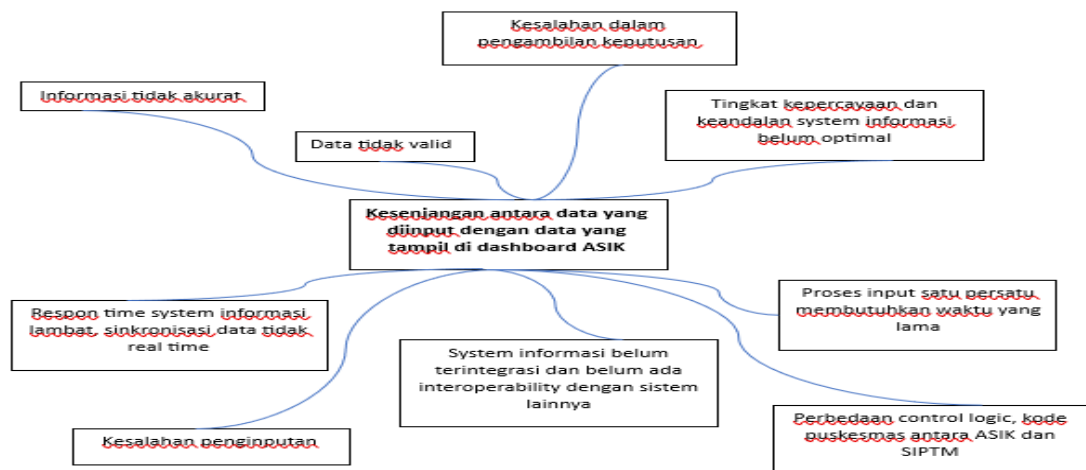 Kesalahan dalam
pengambilan keputusan
Informasi tidak akurat
Tingkat kepercayaan dan
keandalan system informasi
belum optimal
Data tidak valid
Kesenjangan antara data yang
diinput dengan data yang
tampil di dashboard ASIK
Respon time system informasi
lambat, sinkronisasi data tidak
real time
Proses input satu persatu
membutuhkan waktu yang
lama
System informasi belum
terintegrasi dan belum ada
interoperability dengan sistem
lainnya
Kesalahan penginputan
Perbedaan control logic, kode
puskesmas antara ASIK dan
SIPTM